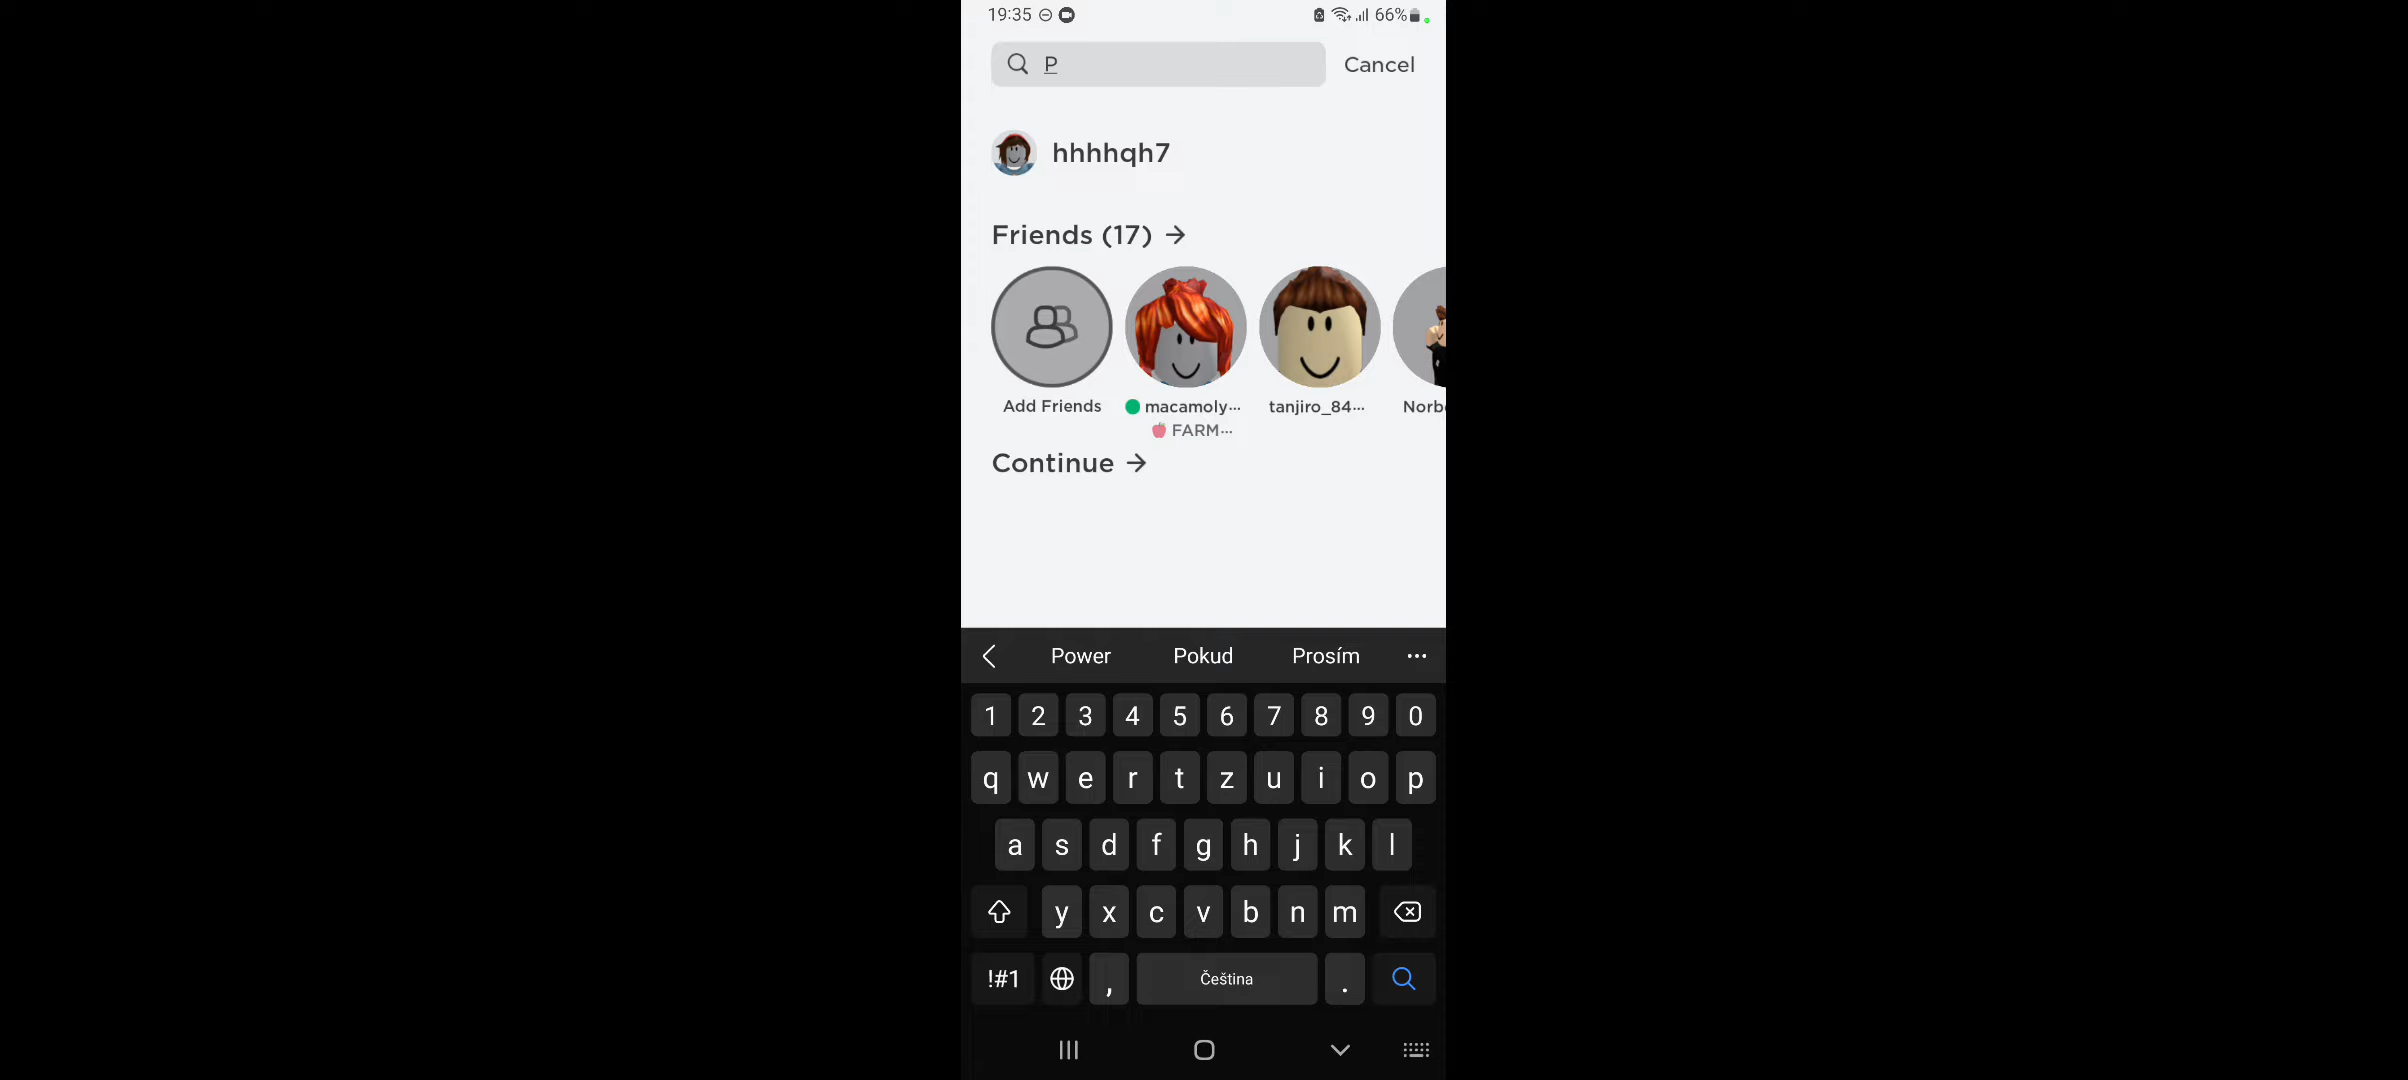 19:35 66%
P Cancel
hhhhqh7
Friends (17) →
Add Friends macamoly... tanjiro_84... Norb
FARM...
Continue →
Power Pokud Prosím ...
1 2 3 4 5 6 7 8 9 0
q w e r t z u i o p
a s d f g h j k l
y x c v b n m
!#1 , Čeština .